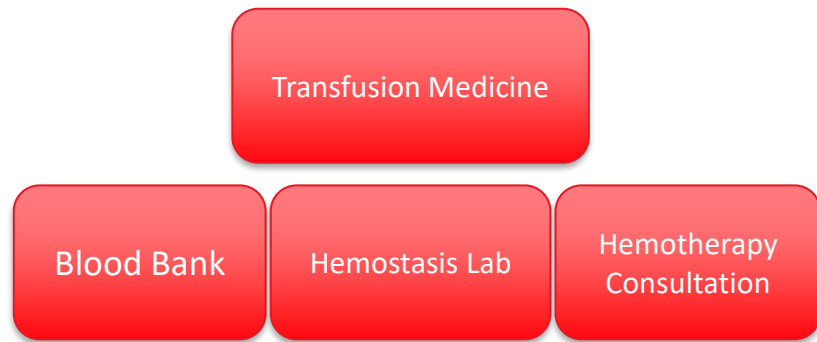 Transfusion Medicine
Blood Bank
Hemostasis Lab
Hemotherapy
Consultation